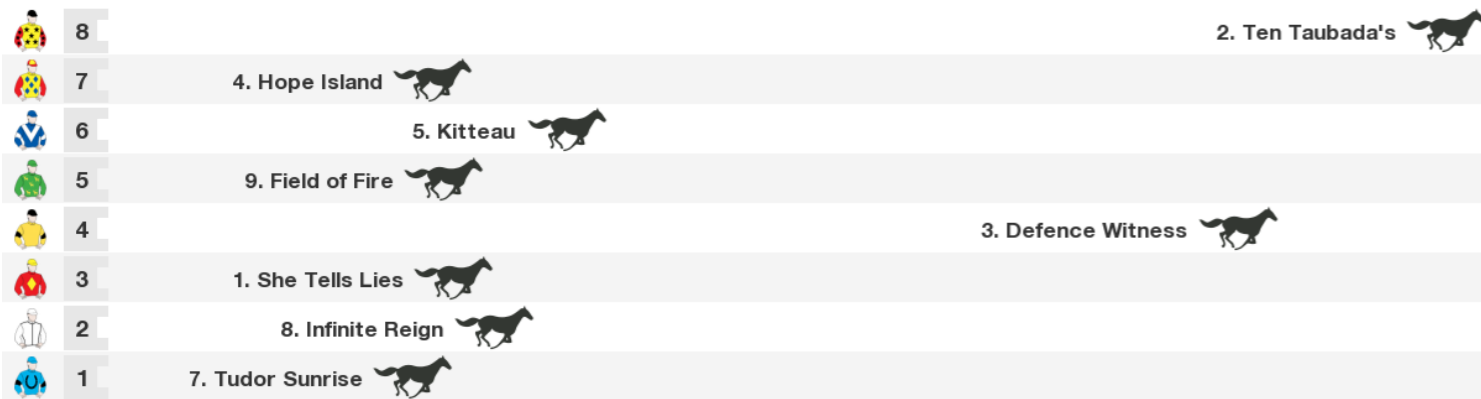 8 2. Ten Taubada's
7 4. Hope Island
6 5. Kitteau
5 9. Field of Fire
4 3. Defence Witness
3 1. She Tells Lies
2 8. Infinite Reign
1 7. Tudor Sunrise